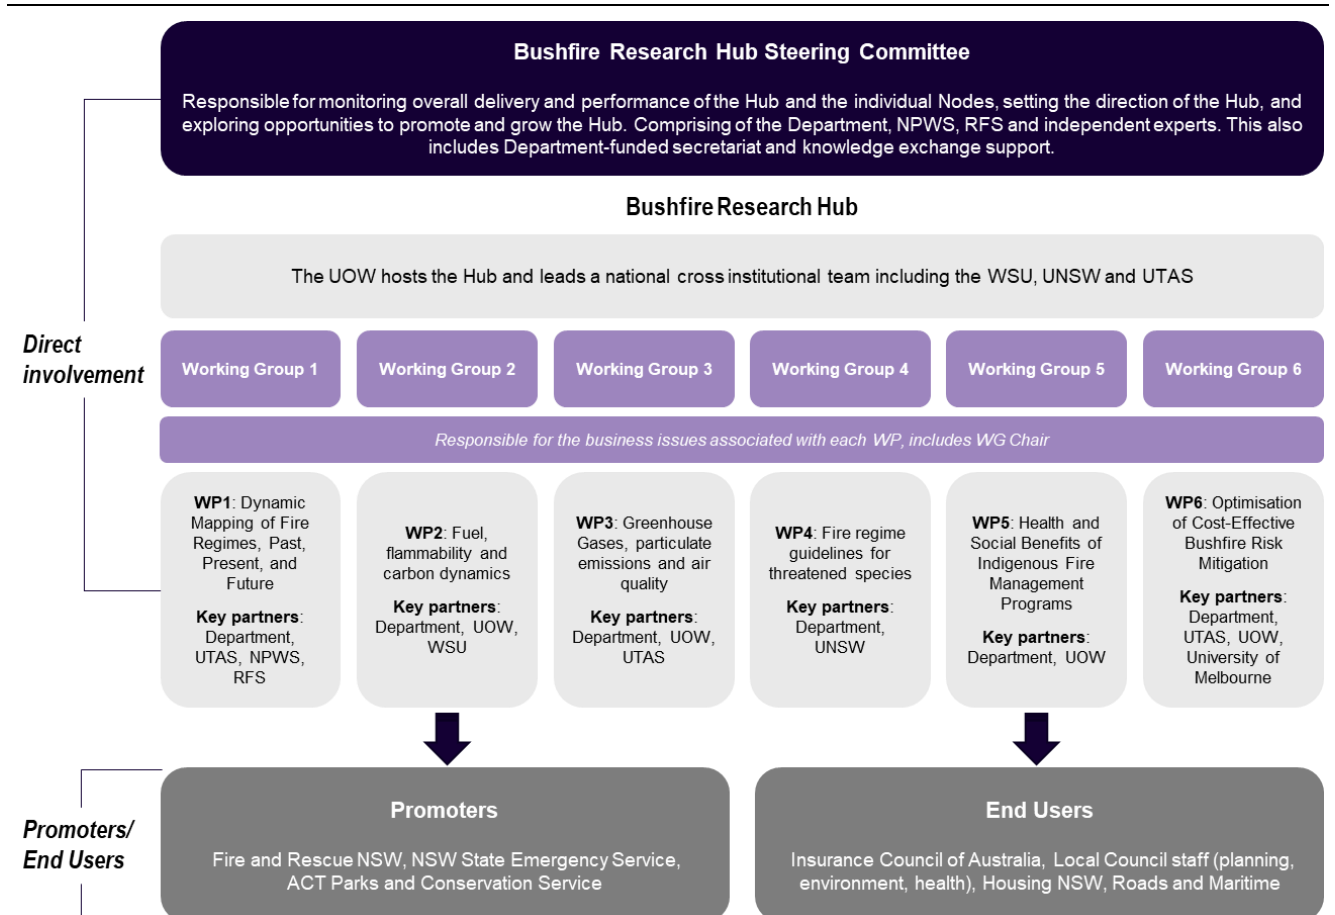 Bushfire Research Hub Steering Committee
Responsible for monitoring overall delivery and performance of the Hub and the individual Nodes, setting the direction of the Hub, and
exploring opportunities to promote and grow the Hub. Comprising of the Department, NPWS, RFS and independent experts. This also
includes Department-funded secretariat and knowledge exchange support.
Bushfire Research Hub
The UOW hosts the Hub and leads a national cross institutional team including the WSU, UNSW and UTAS
Direct
involvement
Working Group 1
Working Group 2
Working Group 3
Working Group 4
Working Group 5
Working Group 6
Responsible for the business issues associated with each WP, includes WG Chair
WP1: Dynamic
Mapping of Fire
Regimes, Past,
Present, and
Future
Key partners:
Department,
UTAS, NPWS,
RFS
WP2: Fuel,
flammability and
carbon dynamics
Key partners:
Department, UOW,
WSU
WP3: Greenhouse
Gases, particulate
emissions and air
quality
Key partners:
Department, UOW,
UTAS
WP4: Fire regime
guidelines for
threatened species
Key partners:
Department,
UNSW
WP5: Health and
Social Benefits of
Indigenous Fire
Management
Programs
Key partners:
Department, UOW
WP6: Optimisation
of Cost-Effective
Bushfire Risk
Mitigation
Key partners:
Department,
UTAS, UOW,
University of
Melbourne
Promoters/
End Users
Promoters
Fire and Rescue NSW, NSW State Emergency Service,
ACT Parks and Conservation Service
End Users
Insurance Council of Australia, Local Council staff (planning,
environment, health), Housing NSW, Roads and Maritime